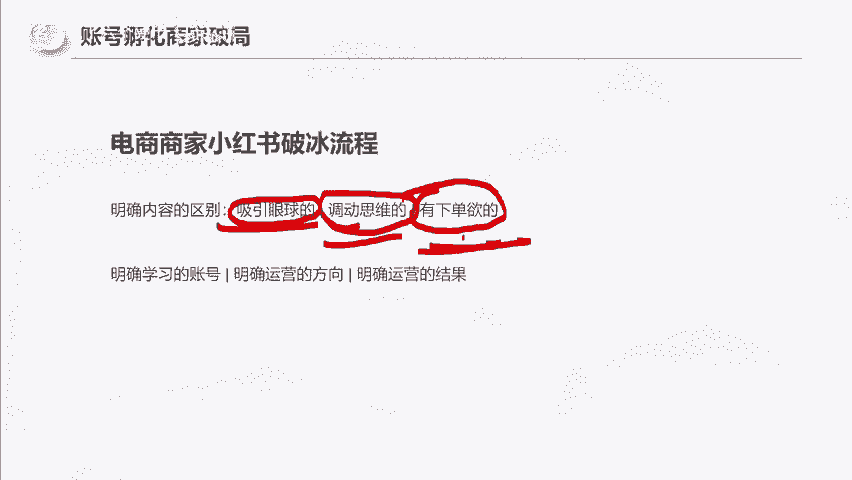 账号孵化商家破局
电商商家小红书破冰流程
明确内容的区别：吸引眼球的 调动思维的 有下单欲的
明确学习的账号 | 明确运营的方向 | 明确运营的结果